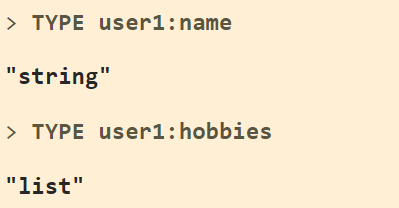 > TYPE user1:name
"string"
> TYPE user1:hobbies
"list"